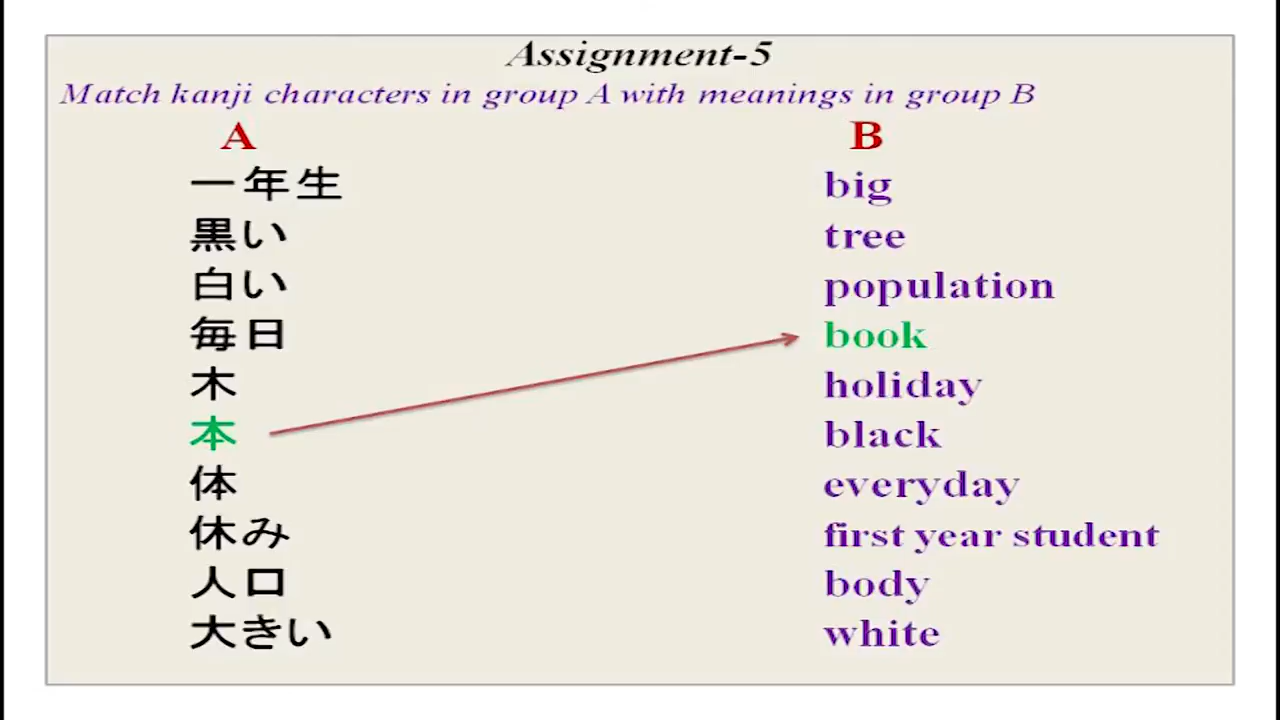 Assignment-5
Match kanji characters in group A with meanings in group B
A B
一年生 big
黒い tree
白い population
毎日 book
木 holiday
本 black
体 everyday
休み first year student
人口 body
大きい white